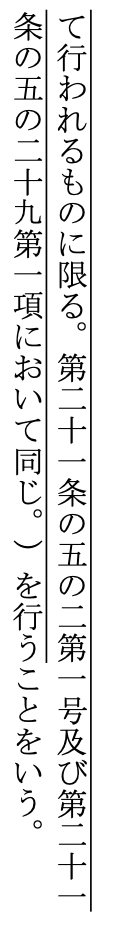 て行われるものに限る。第二十一条の五の二第一号及び第二十一
条の五の二十九第一項において同じ。）を行うことをいう。